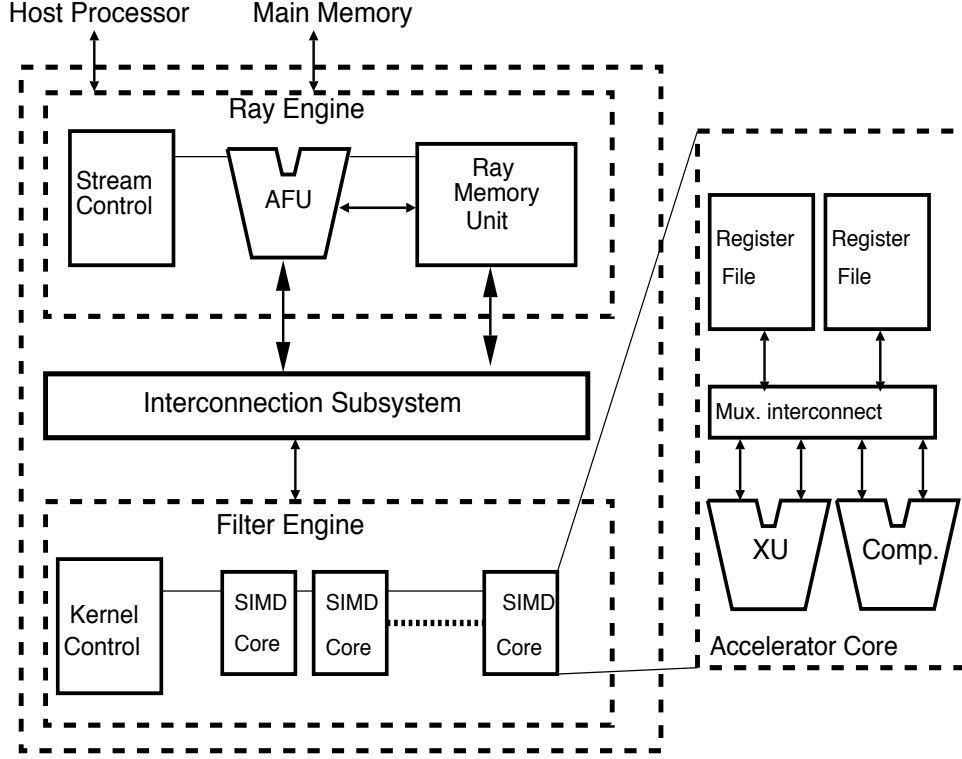 Host Processor
Main Memory
Ray Engine
Stream
Control
AFU
Ray
Memory
Unit
Interconnection Subsystem
Filter Engine
Kernel
Control
SIMD
Core
SIMD
Core
SIMD
Core
Register
File
Register
File
Mux. interconnect
XU
Comp.
Accelerator Core